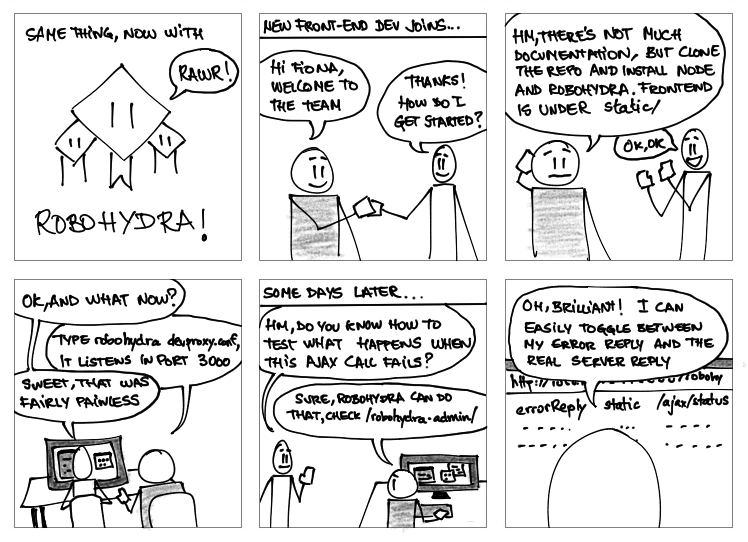 SAME THING, NOW WITH
RAWR!
ROBOHYDRA!
NEW FRONT-END DEV JOINS...
HI FIONA,
WELCOME TO
THE TEAM
THANKS!
HOW DO I
GET STARTED?
HM, THERE'S NOT MUCH
DOCUMENTATION, BUT CLONE
THE REPO AND INSTALL NODE
AND ROBOHYDRA. FRONTEND
IS UNDER static/
OK, OK
OK, AND WHAT NOW?
TYPE robohydra devproxy.conf,
IT LISTENS IN PORT 3000
SWEET, THAT WAS
FAIRLY PAINLESS
SOME DAYS LATER...
HM, DO YOU KNOW HOW TO
TEST WHAT HAPPENS WHEN
THIS AJAX CALL FAILS?
SURE, ROBOHYDRA CAN DO
THAT, CHECK /robohydra-admin/
OH, BRILLIANT! I CAN
EASILY TOGGLE BETWEEN
MY ERROR REPLY AND THE
REAL SERVER REPLY
errorReply static /ajax/status